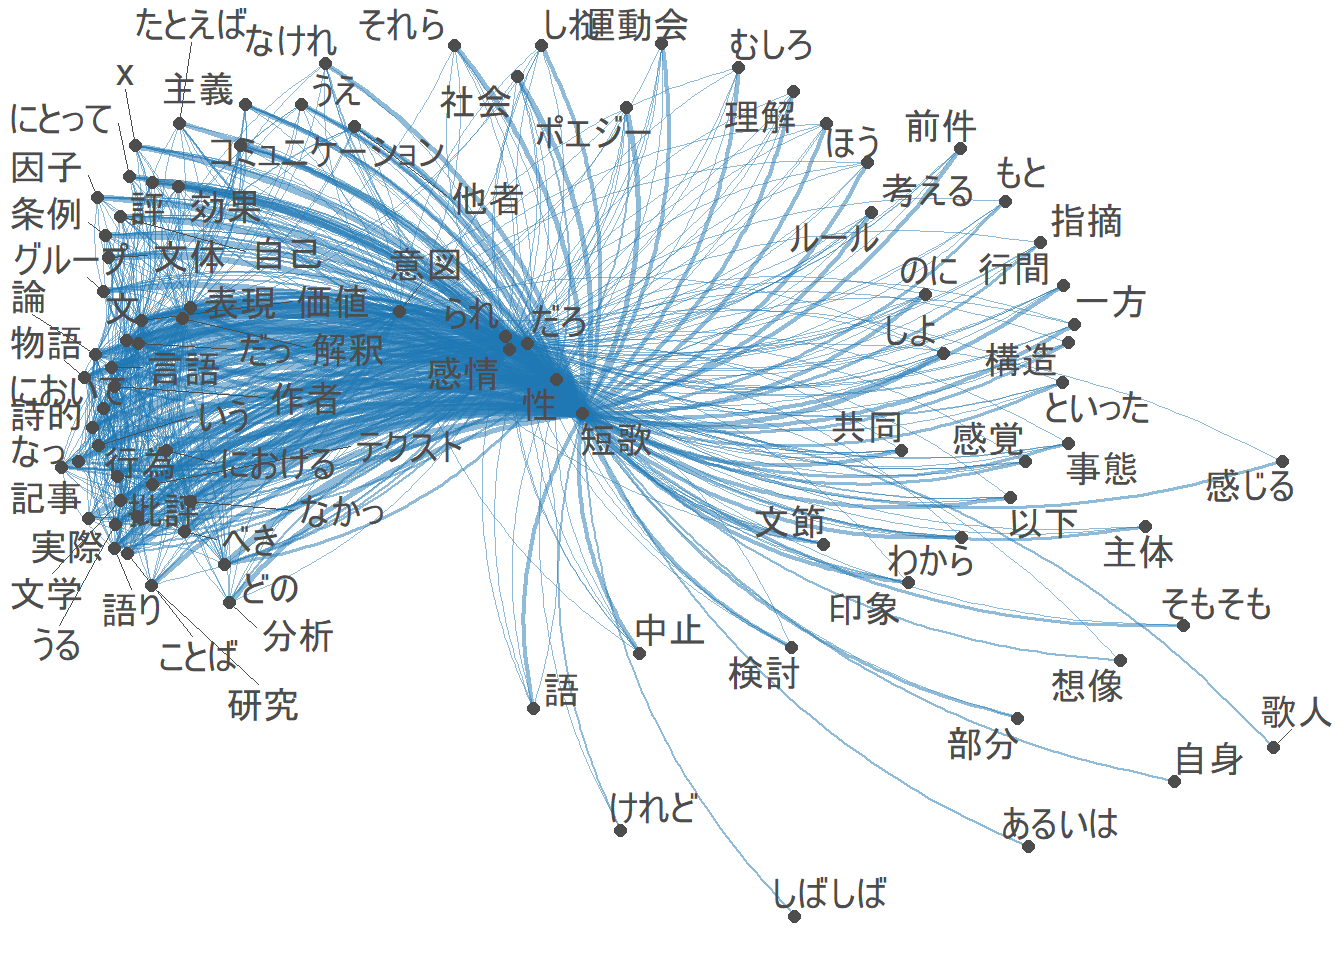 たとえば
なけれ
それら
しれ
運動会
むしろ
x
主義
うえ
社会
ポエジー
理解
ほう
前件
にとって
コミュニケーション
他者
考える
もと
因子
評
効果
条例
ルール
指摘
グループ
文体
自己
意図
のに
行間
論
文
表現
価値
られ
だろ
しよ
一方
物語
だっ
解釈
言語
感情
構造
において
詩的
いう
作者
性
短歌
共同
感覚
といった
なっ
行為
における
テクスト
事態
感じる
記事
批評
なかっ
文節
以下
主体
実際
べき
わから
文学
語り
どの
印象
そもそも
うる
ことば
分析
中止
検討
想像
研究
語
部分
歌人
自身
けれど
あるいは
しばしば